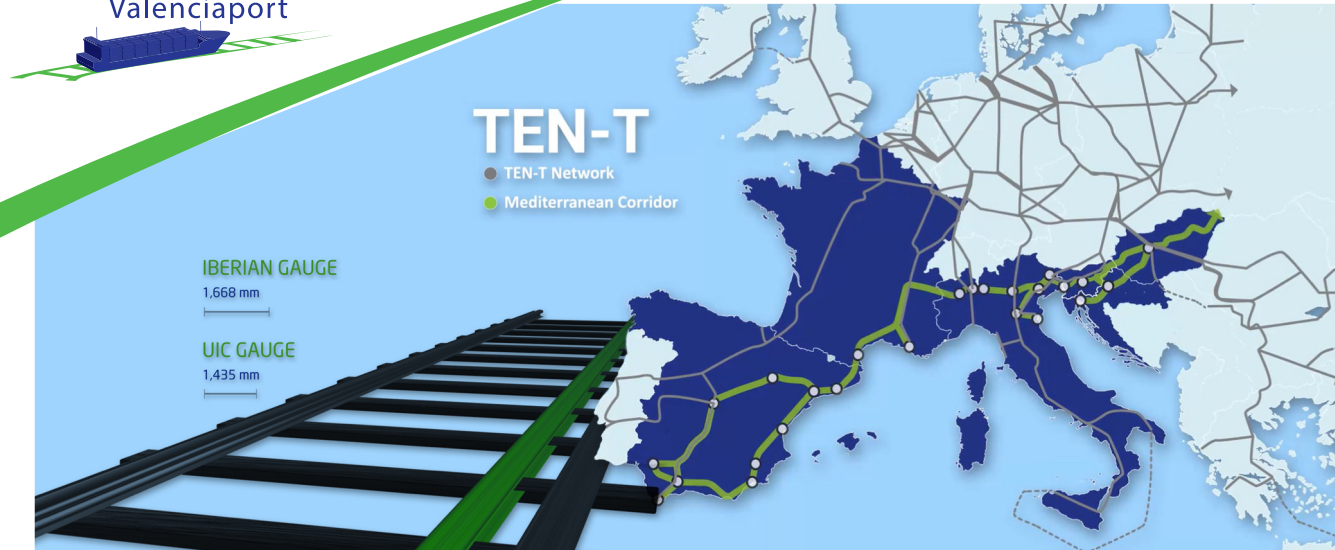 Valenciaport
TEN-T
TEN-T Network
Mediterranean Corridor
IBERIAN GAUGE
1,668 mm
UIC GAUGE
1,435 mm